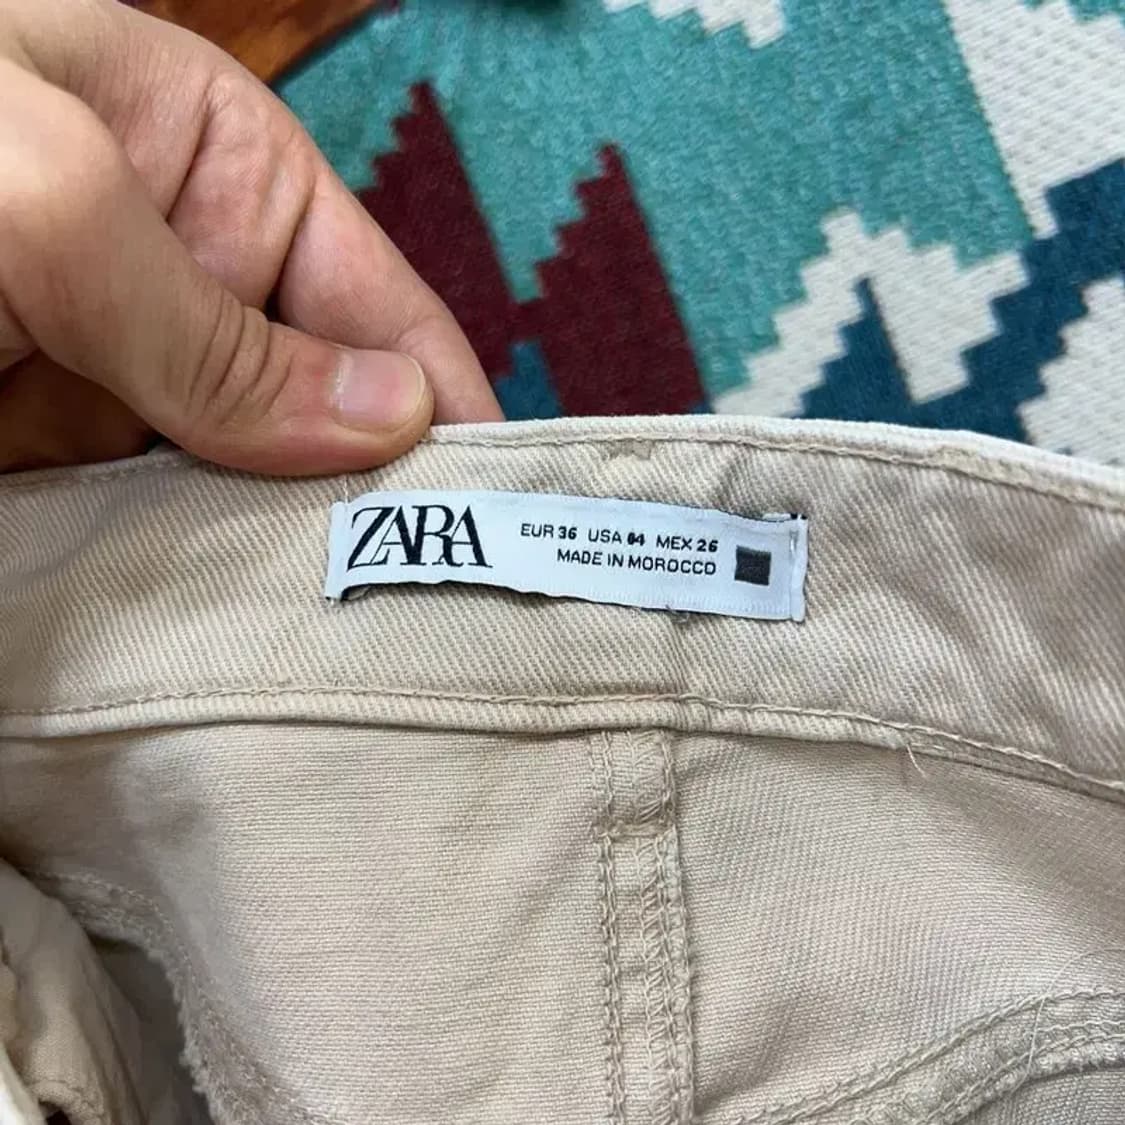 ZARA
EUR 36 USA 04 MEX 26
MADE IN MOROCCO